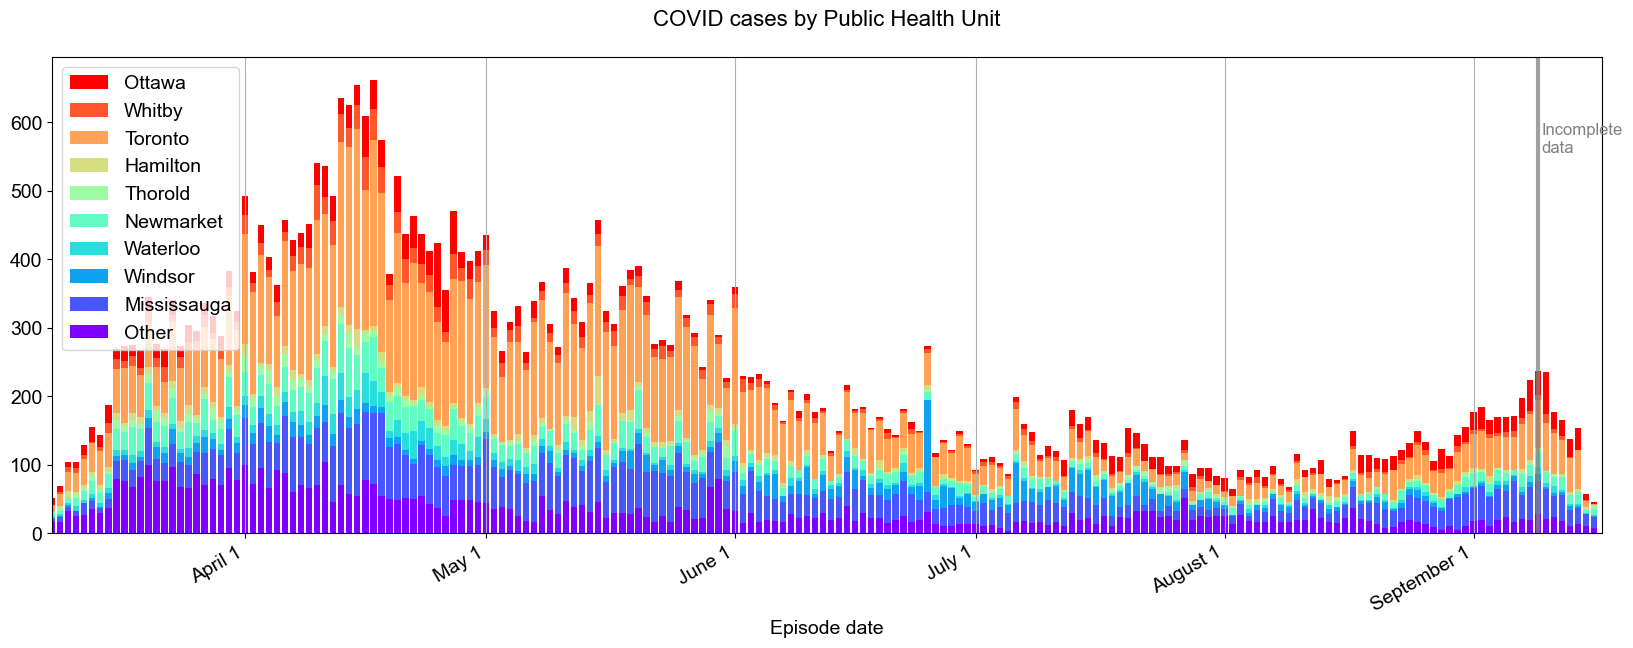 COVID cases by Public Health Unit
Ottawa
Whitby
Toronto
Hamilton
Thorold
Newmarket
Waterloo
Windsor
Mississauga
Other
600
500
400
300
200
100
0
Incomplete
data
April 1
May 1
June 1
July 1
August 1
September 1
Episode date